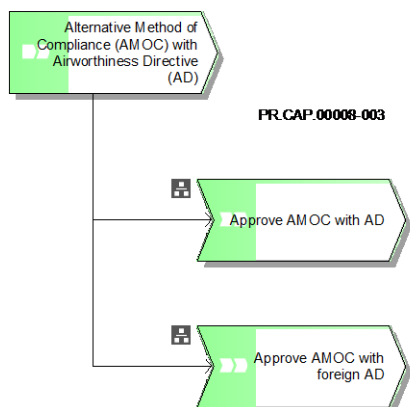 Alternative Method of
Compliance (AMOC) with
Airworthiness Directive
(AD)
PR.CAP.00008-003
Approve AMOC with AD
Approve AMOC with
foreign AD